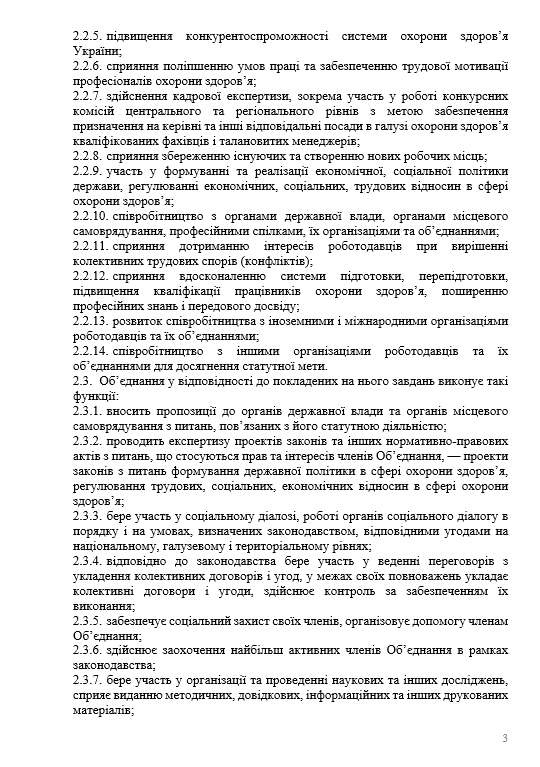 2.2.5. підвищення конкурентоспроможності системи охорони здоров’я
України;
2.2.6. сприяння поліпшенню умов праці та забезпеченню трудової мотивації
професіоналів охорони здоров’я;
2.2.7. здійснення кадрової експертизи, зокрема участь у роботі конкурсних
комісій центрального та регіонального рівнів з метою забезпечення
призначення на керівні та інші відповідальні посади в галузі охорони здоров’я
кваліфікованих фахівців і талановитих менеджерів;
2.2.8. сприяння збереженню існуючих та створенню нових робочих місць;
2.2.9. участь у формуванні та реалізації економічної, соціальної політики
держави, регулюванні економічних, соціальних, трудових відносин в сфері
охорони здоров’я;
2.2.10. співробітництво з органами державної влади, органами місцевого
самоврядування, професійними спілками, їх організаціями та об’єднаннями;
2.2.11. сприяння дотриманню інтересів роботодавців при вирішенні
колективних трудових спорів (конфліктів);
2.2.12. сприяння вдосконаленню системи підготовки, перепідготовки,
підвищення кваліфікації працівників охорони здоров’я, поширенню
професійних знань і передового досвіду;
2.2.13. розвиток співробітництва з іноземними і міжнародними організаціями
роботодавців та їх об’єднаннями;
2.2.14. співробітництво з іншими організаціями роботодавців та їх
об’єднаннями для досягнення статутної мети.
2.3. Об’єднання у відповідності до покладених на нього завдань виконує такі
функції:
2.3.1. вносить пропозиції до органів державної влади та органів місцевого
самоврядування з питань, пов’язаних з його статутною діяльністю;
2.3.2. проводить експертизу проектів законів та інших нормативно-правових
актів з питань, що стосуються прав та інтересів членів Об’єднання, — проекти
законів з питань формування державної політики в сфері охорони здоров’я,
регулювання трудових, соціальних, економічних відносин в сфері охорони
здоров’я;
2.3.3. бере участь у соціальному діалозі, роботі органів соціального діалогу в
порядку і на умовах, визначених законодавством, відповідними угодами на
національному, галузевому і територіальному рівнях;
2.3.4. відповідно до законодавства бере участь у веденні переговорів з
укладення колективних договорів і угод, у межах своїх повноважень укладає
колективні договори и угоди, здійснює контроль за забезпеченням їх
виконання;
2.3.5. забезпечує соціальний захист своїх членів, організовує допомогу членам
Об’єднання;
2.3.6. здійснює заохочення найбільш активних членів Об’єднання в рамках
законодавства;
2.3.7. бере участь у організації та проведенні наукових та інших досліджень,
сприяє виданню методичних, довідкових, інформаційних та інших друкованих
матеріалів;
3